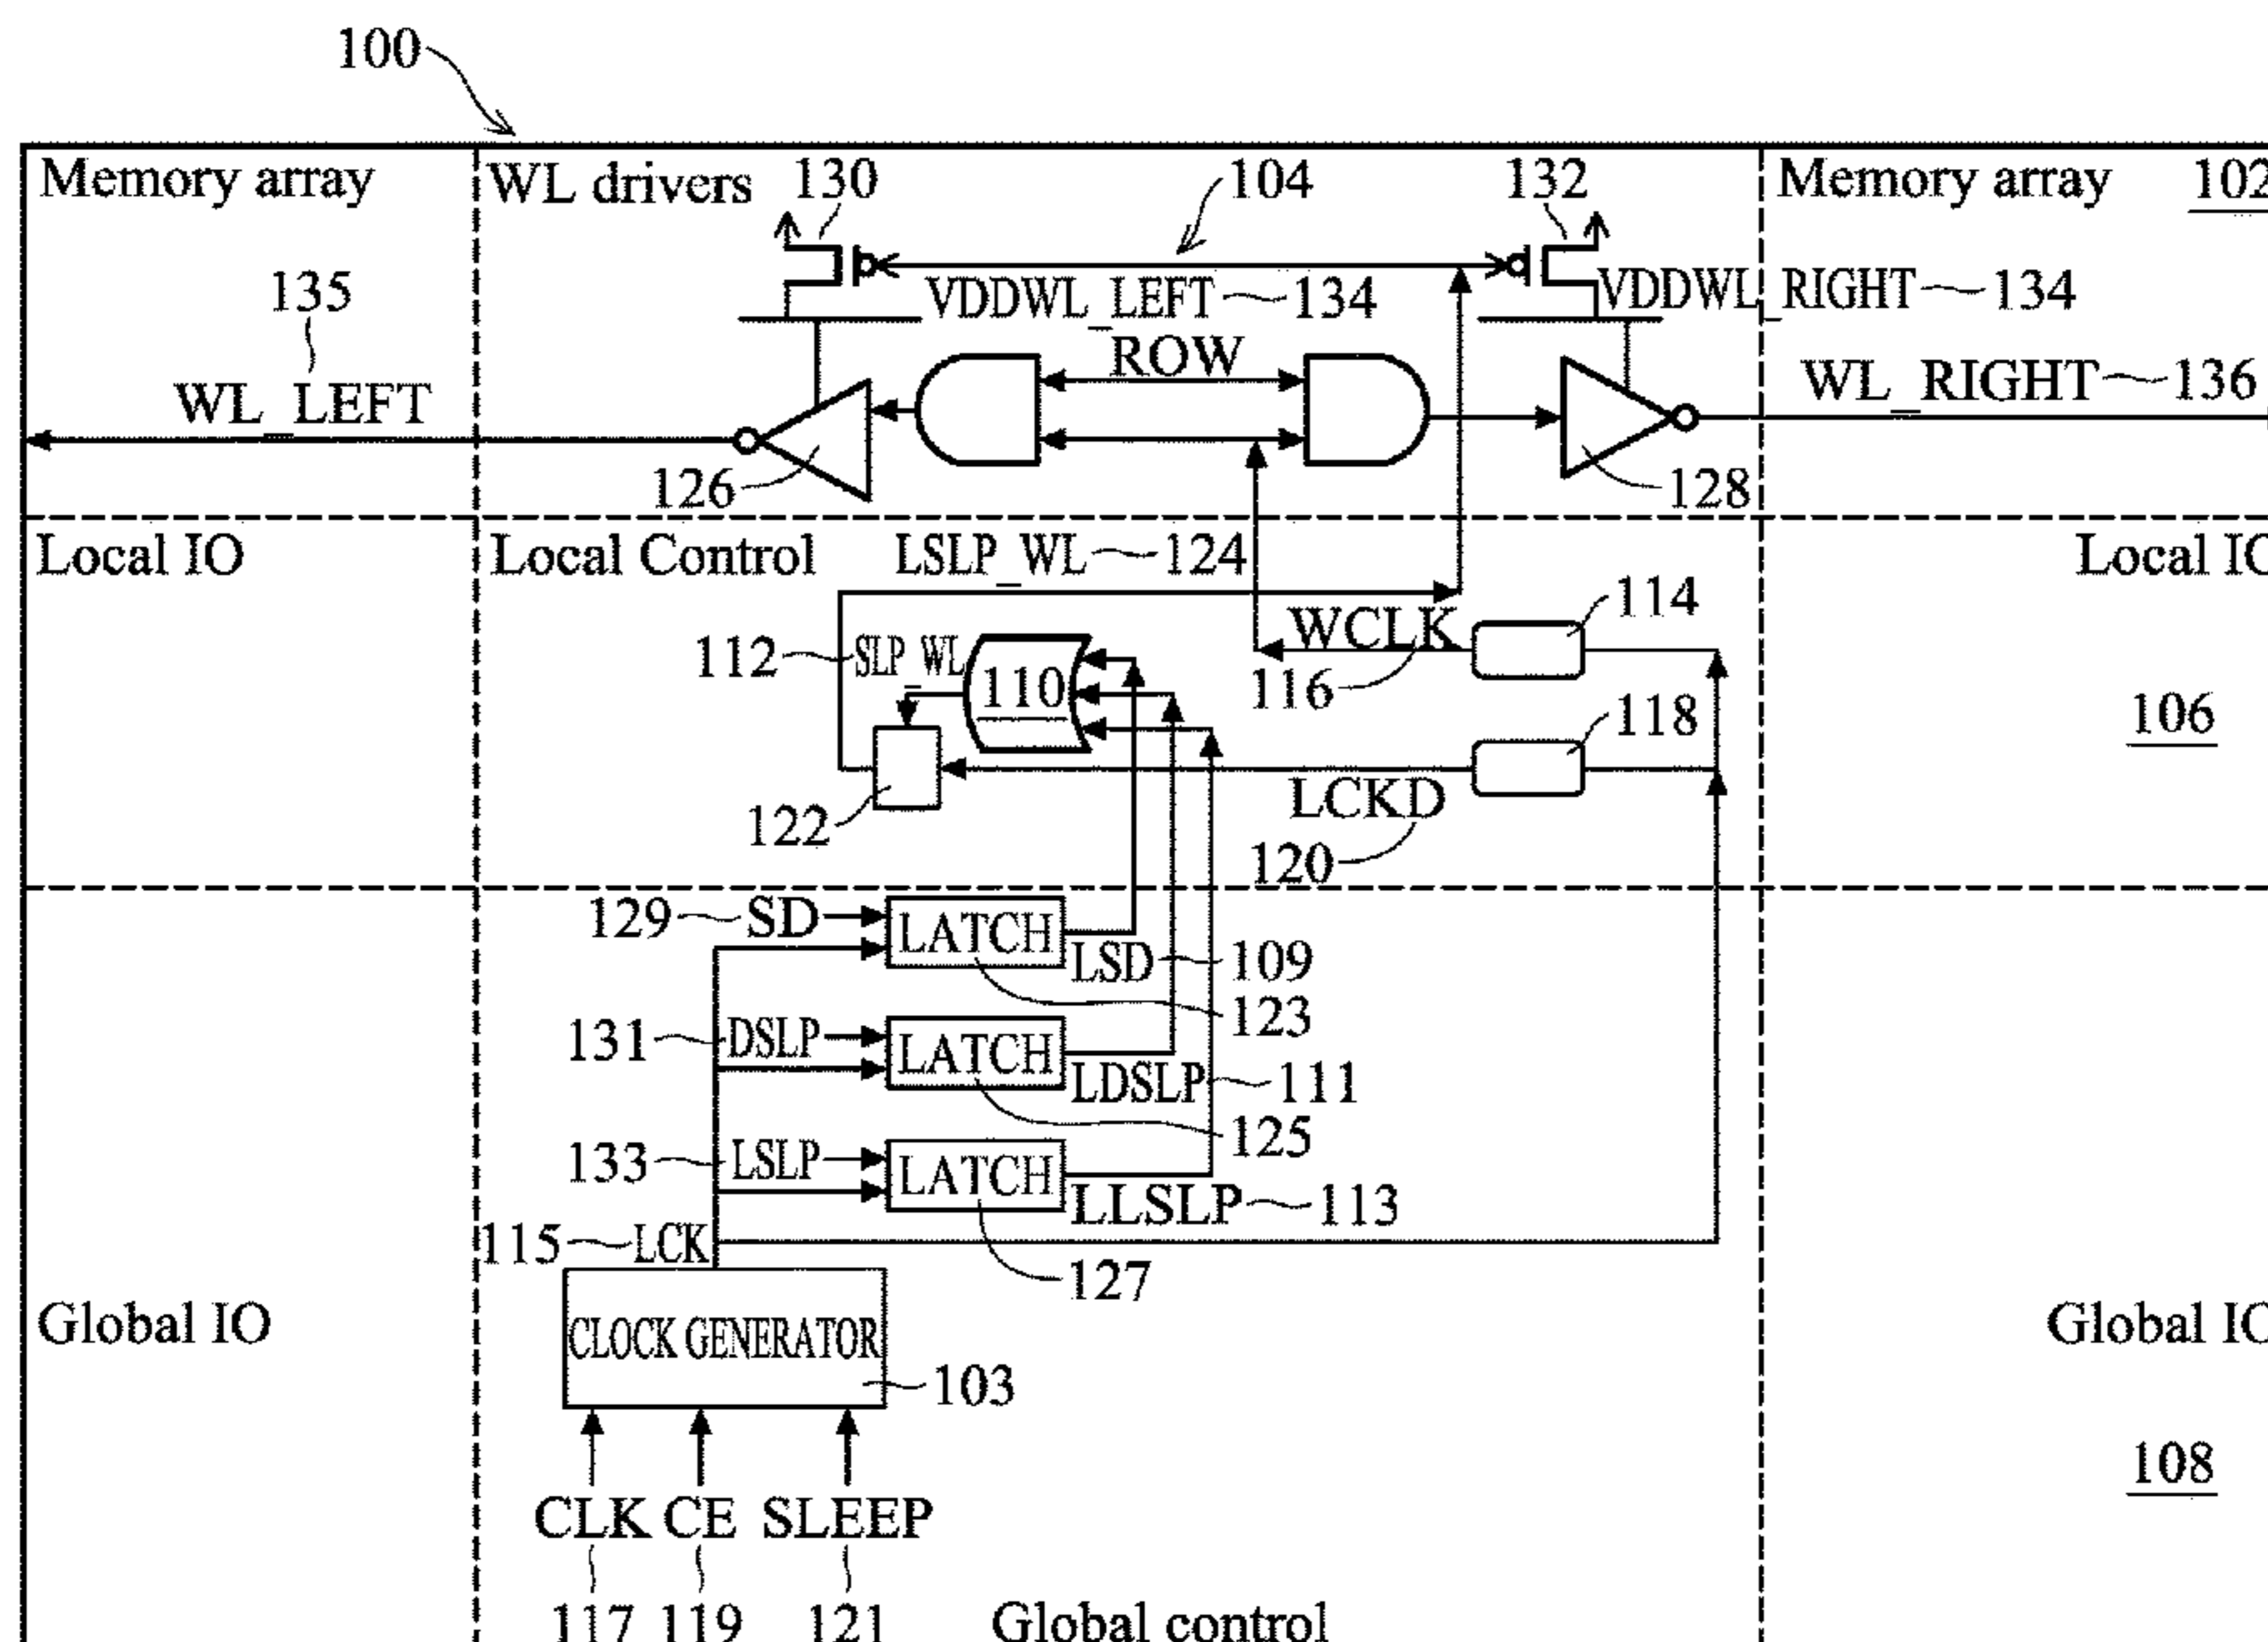 100
Memory array
WL drivers
130
104
132
Memory array
102
135
VDDWL_LEFT
134
VDDWL_RIGHT
134
WL_LEFT
ROW
WL_RIGHT
136
126
128
Local IO
Local Control
LSLP_WL
124
Local IO
114
112
SLP_WL
110
WCLK
116
118
106
122
LCKD
120
129
SD
LATCH
LSD
109
123
131
DSLP
LATCH
LDSLP
111
125
133
LSLP
LATCH
LLSLP
113
115
LCK
127
Global IO
CLOCK GENERATOR
103
Global IO
108
CLK
CE
SLEEP
117
119
121
Global control